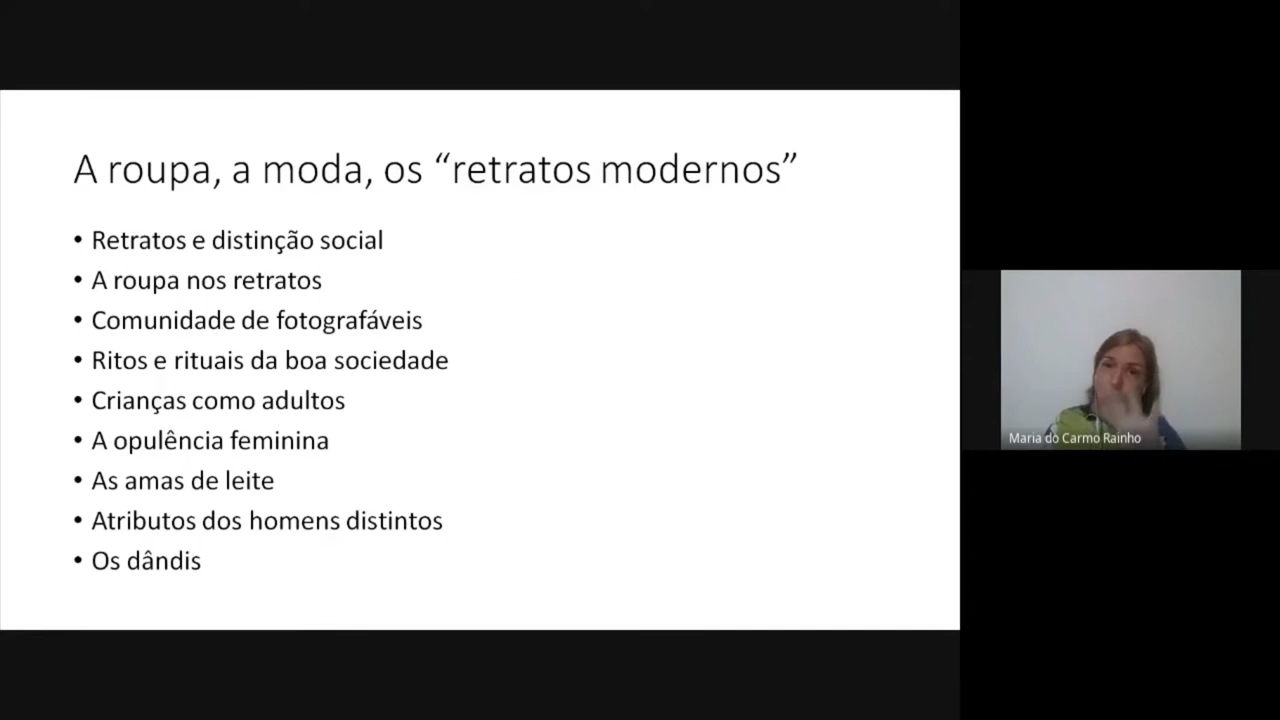 A roupa, a moda, os “retratos modernos”
• Retratos e distinção social
• A roupa nos retratos
• Comunidade de fotografáveis
• Ritos e rituais da boa sociedade
• Crianças como adultos
• A opulência feminina
• As amas de leite
• Atributos dos homens distintos
• Os dândis
Maria do Carmo Rainho